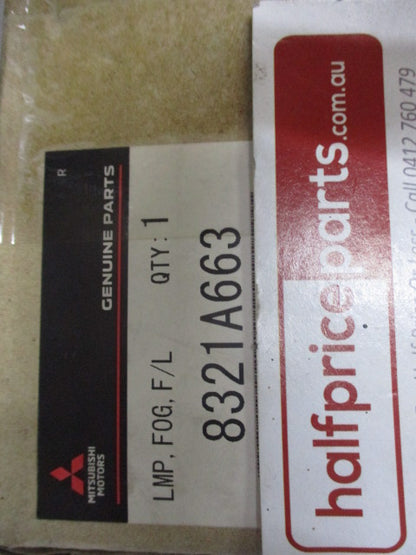 MITSUBISHI
MOTORS
GENUINE PARTS
R
LMP, FOG, F/L QTY: 1
8321A663
halfpriceparts.com.au
Call 0412 760 479